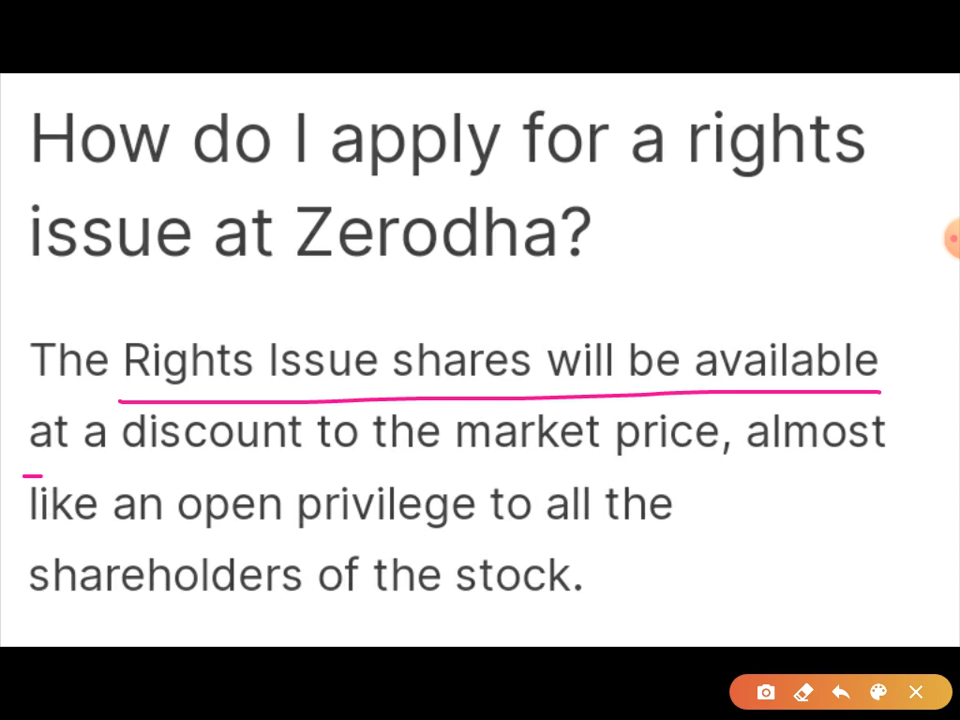 How do I apply for a rights
issue at Zerodha?
The Rights Issue shares will be available
at a discount to the market price, almost
like an open privilege to all the
shareholders of the stock.